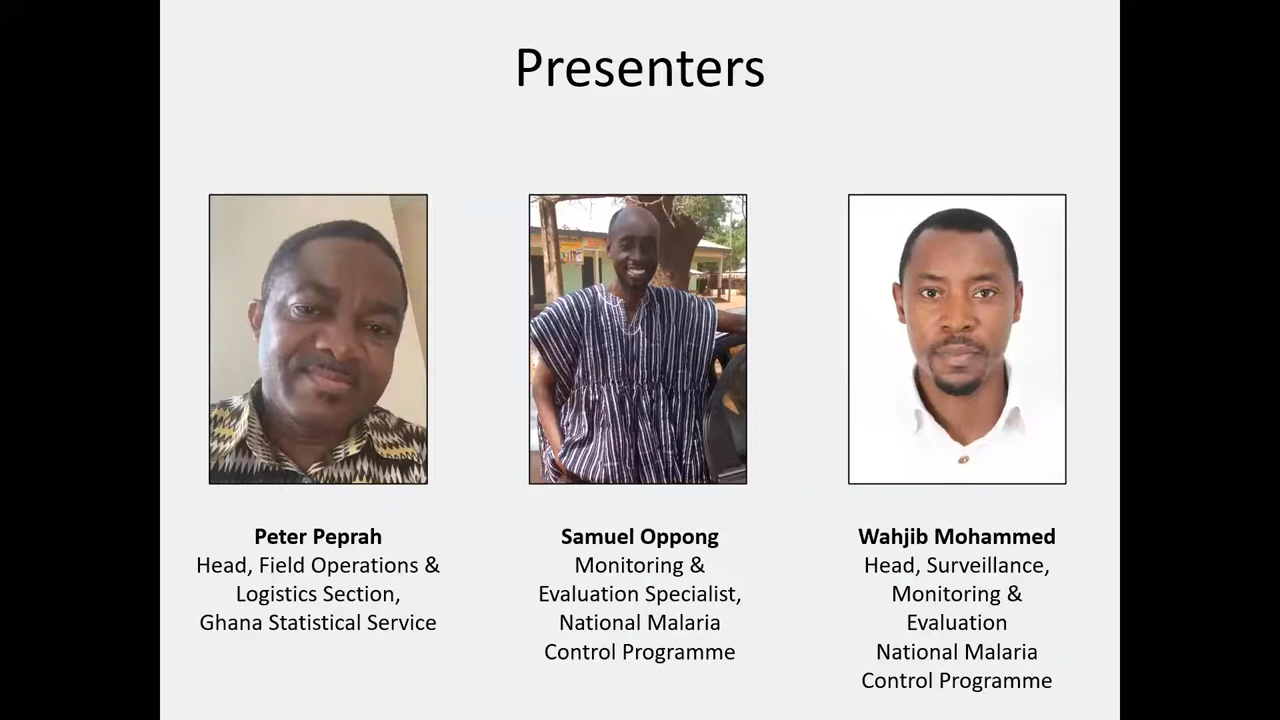 Presenters
Peter Peprah
Head, Field Operations &
Logistics Section,
Ghana Statistical Service
Samuel Oppong
Monitoring &
Evaluation Specialist,
National Malaria
Control Programme
Wahjib Mohammed
Head, Surveillance,
Monitoring &
Evaluation
National Malaria
Control Programme